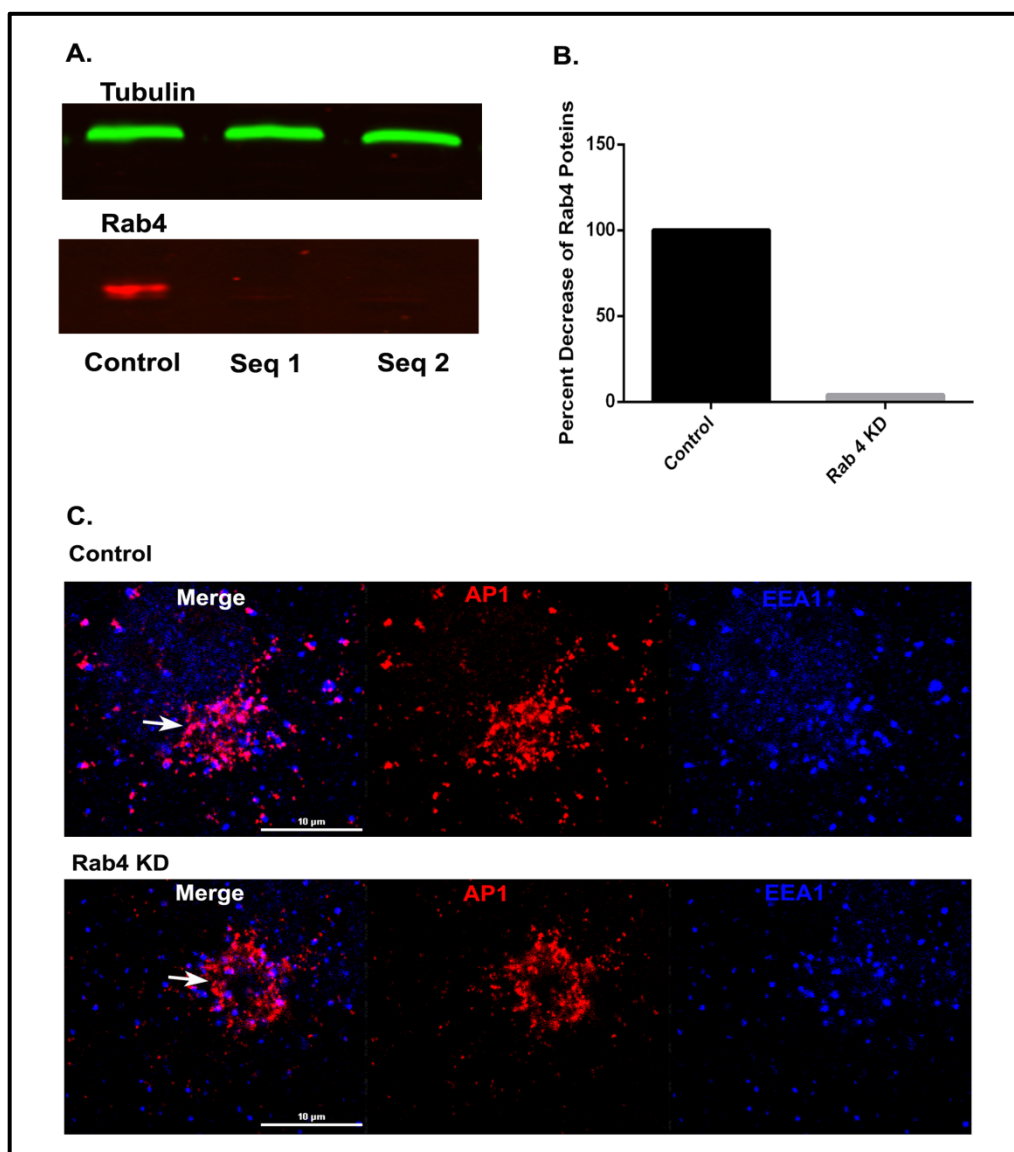 A.
Tubulin
Rab4
Control Seq 1 Seq 2
B.
Percent Decrease of Rab4 Poteins
150
100
50
0
Control
Rab 4 KD
C.
Control
Merge AP1 EEA1
10 µm
Rab4 KD
Merge AP1 EEA1
10 µm